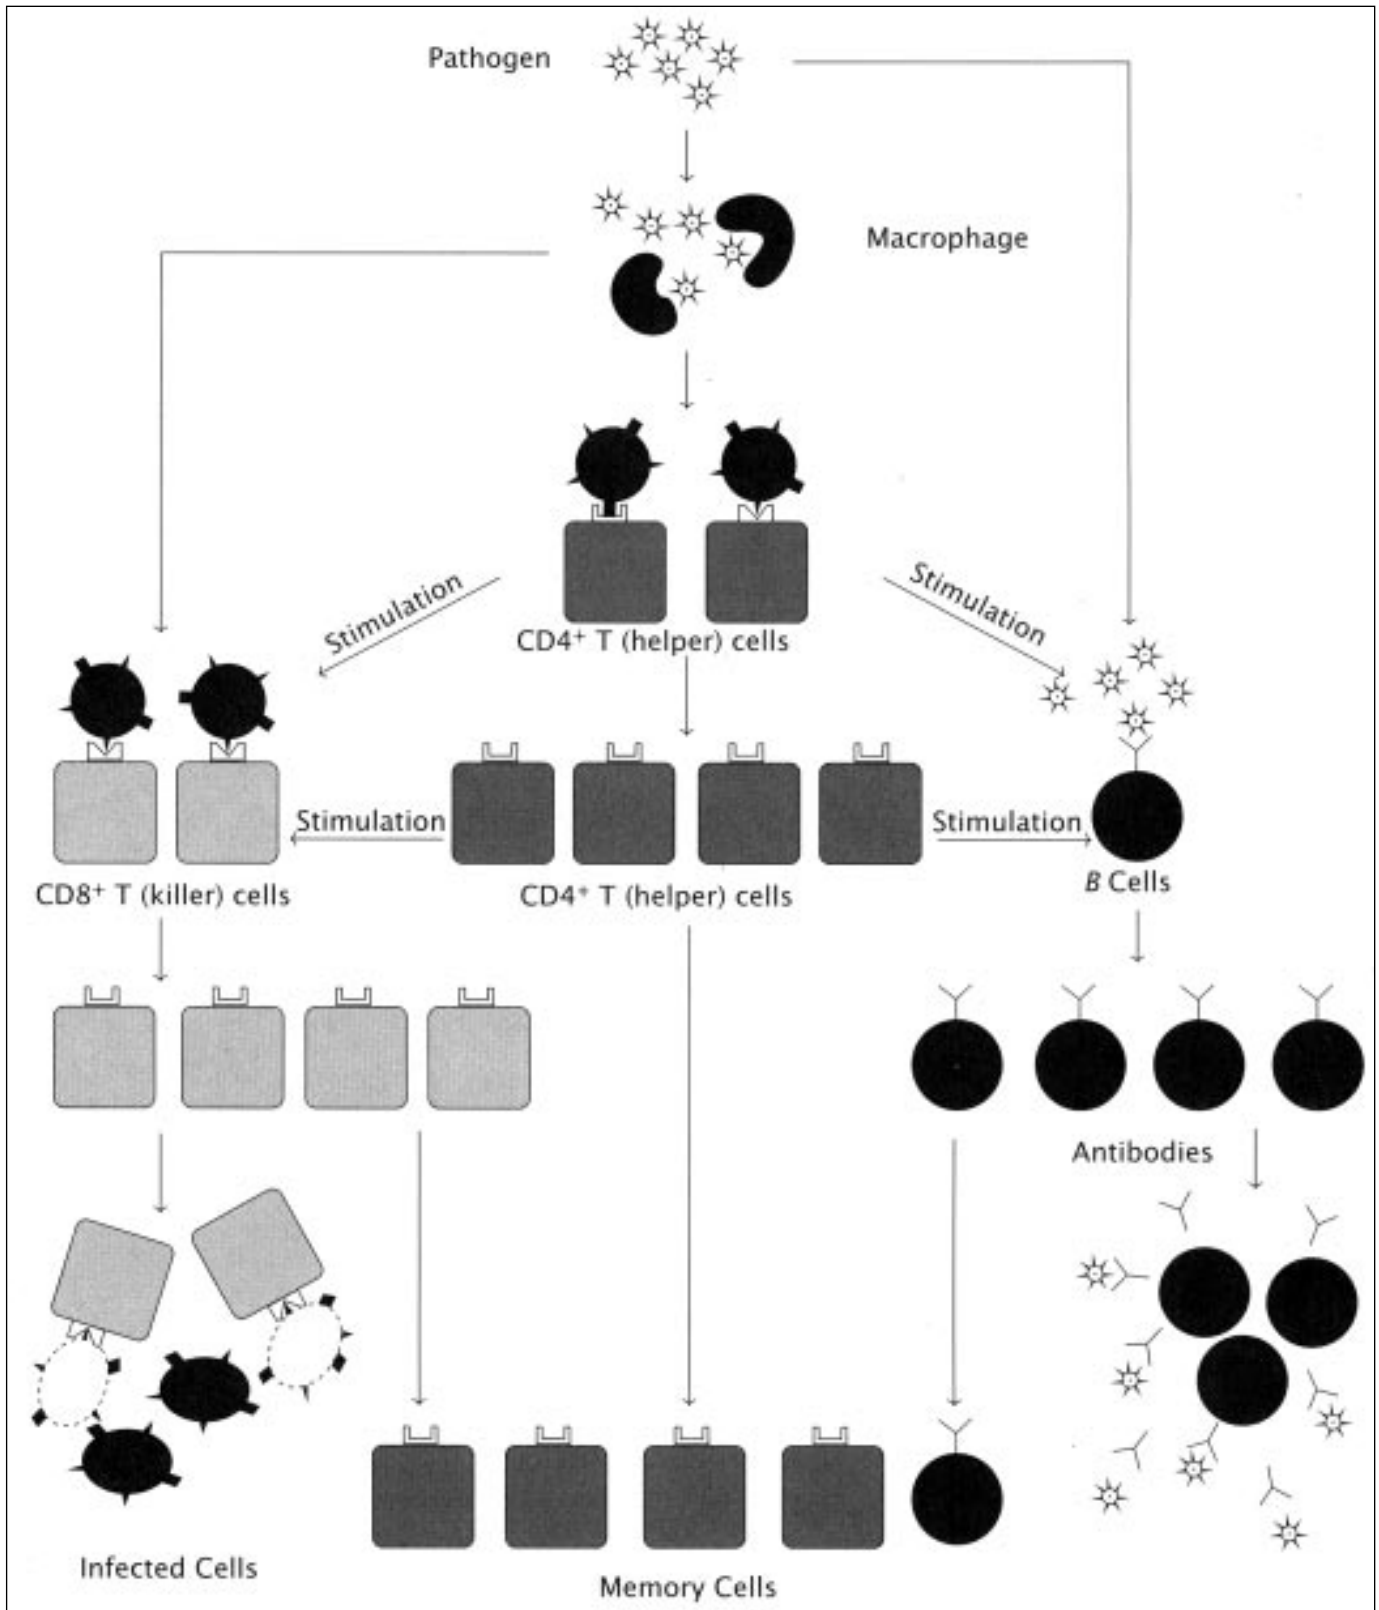 Pathogen
Macrophage
Stimulation
Stimulation
CD4+ T (helper) cells
Stimulation
Stimulation
CD8+ T (killer) cells
CD4+ T (helper) cells
B Cells
Antibodies
Infected Cells
Memory Cells